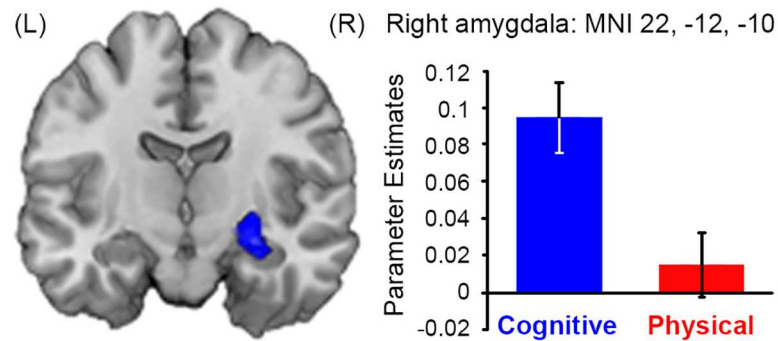 (L)
(R) Right amygdala: MNI 22, -12, -10
Parameter Estimates
0.12
0.1
0.08
0.06
0.04
0.02
0
-0.02
Cognitive
Physical